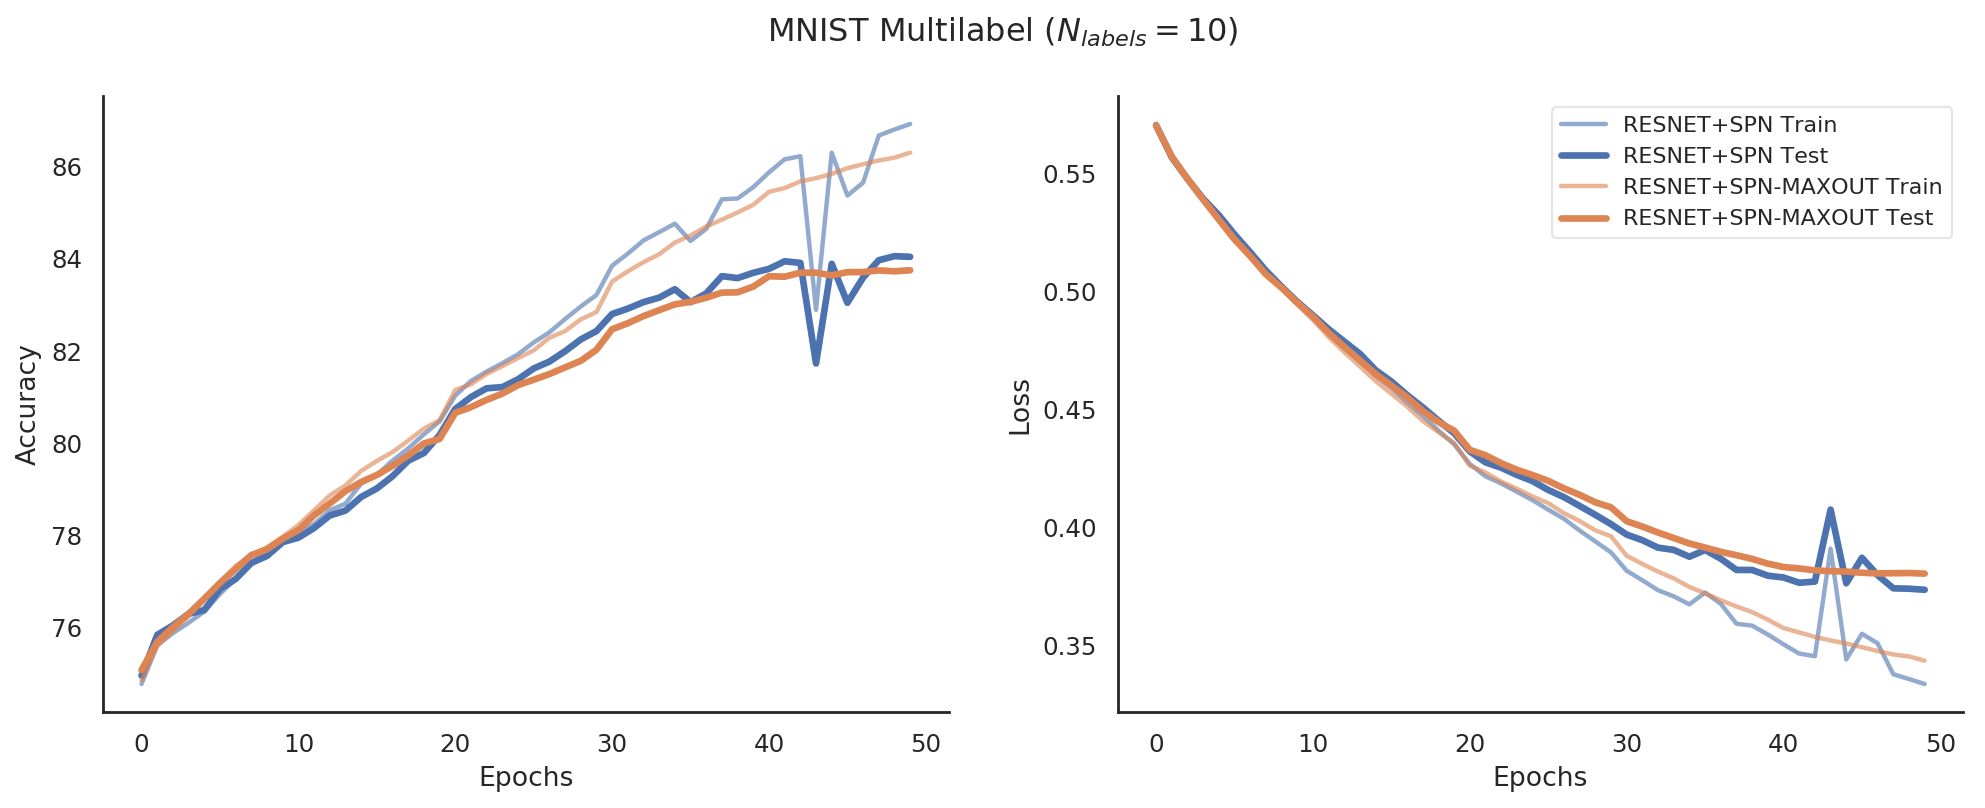 MNIST Multilabel (N_labels = 10)
Accuracy
86
84
82
80
78
76
0 10 20 30 40 50
Epochs
Loss
0.55
0.50
0.45
0.40
0.35
0 10 20 30 40 50
Epochs
RESNET+SPN Train
RESNET+SPN Test
RESNET+SPN-MAXOUT Train
RESNET+SPN-MAXOUT Test